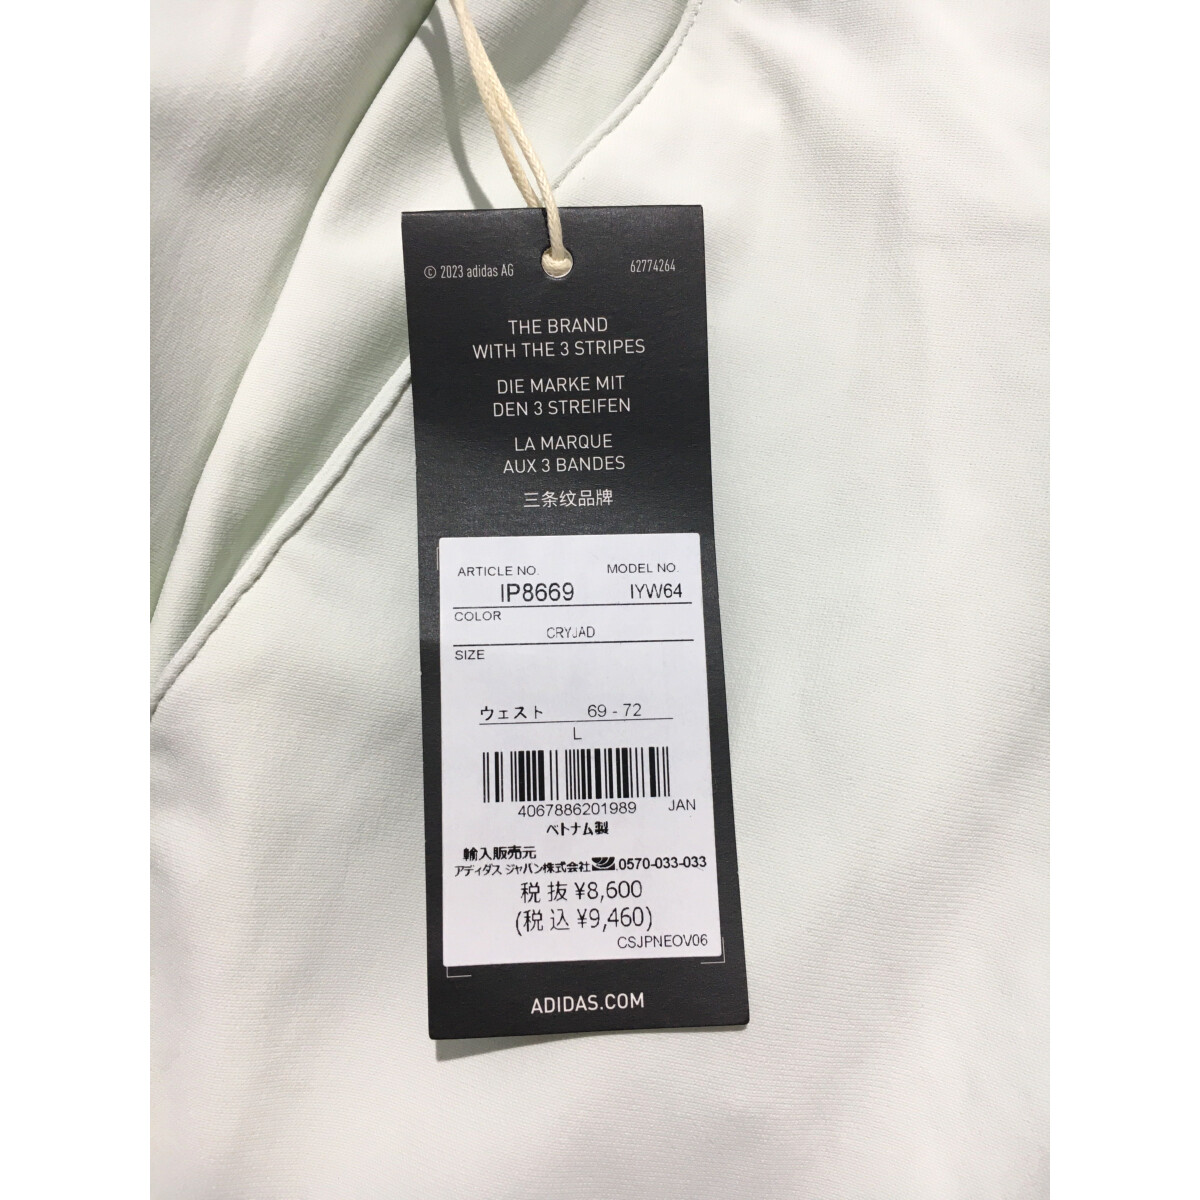 © 2023 adidas AG 62774264
THE BRAND
WITH THE 3 STRIPES
DIE MARKE MIT
DEN 3 STREIFEN
LA MARQUE
AUX 3 BANDES
三条纹品牌
ARTICLE NO. MODEL NO.
IP8669 IYW64
COLOR
CRYJAD
SIZE
ウェスト 69 - 72
L
4067886201989 JAN
ベトナム製
輸入販売元
アディダス ジャパン株式会社 0570-033-033
税抜 ¥8,600
(税込 ¥9,460)
CSJPNEOV06
ADIDAS.COM